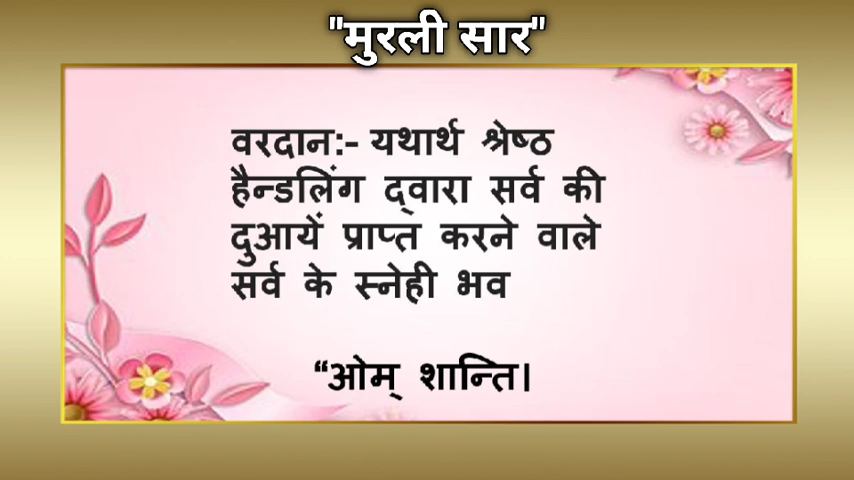 "मुरली सार"
वरदान:- यथार्थ श्रेष्ठ
हैन्डलिंग द्वारा सर्व की
दुआयें प्राप्त करने वाले
सर्व के स्नेही भव
“ओम् शान्ति।